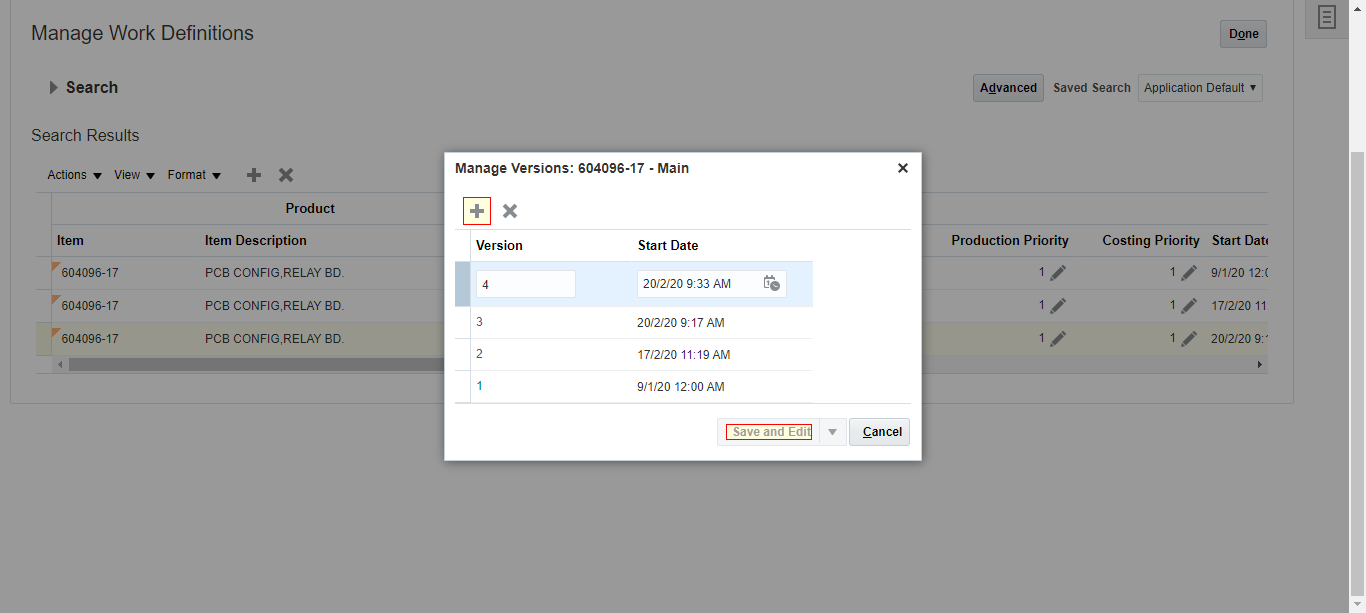 Manage Work Definitions
Done
Search
Advanced Saved Search Application Default
Search Results
Actions View Format
Product
Item Item Description Production Priority Costing Priority Start Date
604096-17 PCB CONFIG,RELAY BD. 1 1 9/1/20 12:0
604096-17 PCB CONFIG,RELAY BD. 1 1 17/2/20 11
604096-17 PCB CONFIG,RELAY BD. 1 1 20/2/20 9:1
Manage Versions: 604096-17 - Main
Version Start Date
4 20/2/20 9:33 AM
3 20/2/20 9:17 AM
2 17/2/20 11:19 AM
1 9/1/20 12:00 AM
Save and Edit Cancel